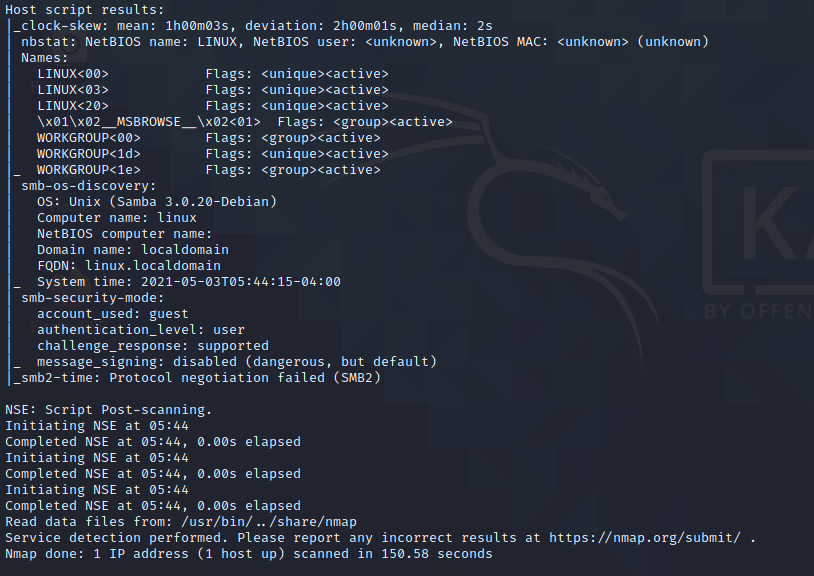 Host script results:
|_clock-skew: mean: 1h00m03s, deviation: 2h00m01s, median: 2s
| nbstat: NetBIOS name: LINUX, NetBIOS user: <unknown>, NetBIOS MAC: <unknown> (unknown)
| Names:
|   LINUX<00>            Flags: <unique><active>
|   LINUX<03>            Flags: <unique><active>
|   LINUX<20>            Flags: <unique><active>
|   \x01\x02__MSBROWSE__\x02<01>  Flags: <group><active>
|   WORKGROUP<00>        Flags: <group><active>
|   WORKGROUP<1d>        Flags: <unique><active>
|_  WORKGROUP<1e>        Flags: <group><active>
| smb-os-discovery:
|   OS: Unix (Samba 3.0.20-Debian)
|   Computer name: linux
|   NetBIOS computer name:
|   Domain name: localdomain
|   FQDN: linux.localdomain
|_  System time: 2021-05-03T05:44:15-04:00
| smb-security-mode:
|   account_used: guest
|   authentication_level: user
|   challenge_response: supported
|_  message_signing: disabled (dangerous, but default)
|_smb2-time: Protocol negotiation failed (SMB2)
NSE: Script Post-scanning.
Initiating NSE at 05:44
Completed NSE at 05:44, 0.00s elapsed
Initiating NSE at 05:44
Completed NSE at 05:44, 0.00s elapsed
Initiating NSE at 05:44
Completed NSE at 05:44, 0.00s elapsed
Read data files from: /usr/bin/../share/nmap
Service detection performed. Please report any incorrect results at https://nmap.org/submit/ .
Nmap done: 1 IP address (1 host up) scanned in 150.58 seconds
KA
BY OFFEN